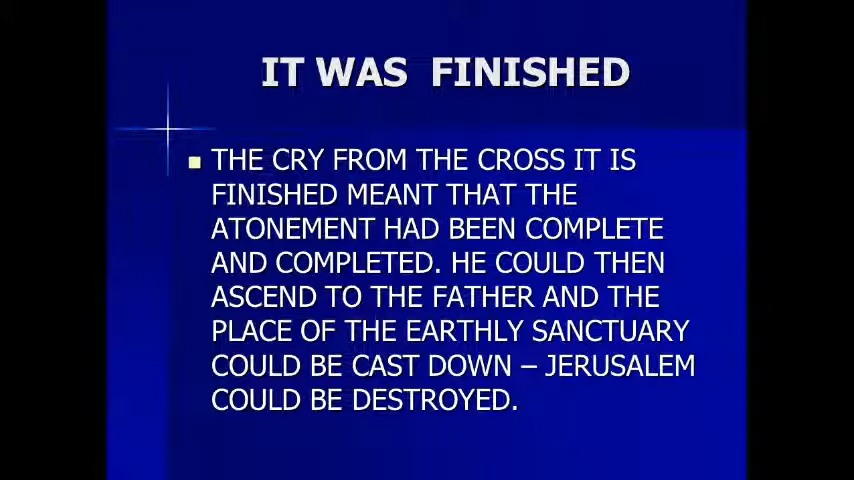 IT WAS FINISHED
THE CRY FROM THE CROSS IT IS
FINISHED MEANT THAT THE
ATONEMENT HAD BEEN COMPLETE
AND COMPLETED. HE COULD THEN
ASCEND TO THE FATHER AND THE
PLACE OF THE EARTHLY SANCTUARY
COULD BE CAST DOWN – JERUSALEM
COULD BE DESTROYED.